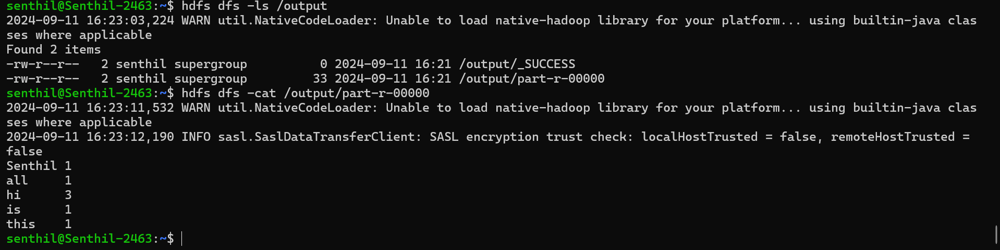 senthil@Senthil-2463:~$ hdfs dfs -ls /output
2024-09-11 16:23:03,224 WARN util.NativeCodeLoader: Unable to load native-hadoop library for your platform... using builtin-java clas
ses where applicable
Found 2 items
-rw-r--r--   2 senthil supergroup          0 2024-09-11 16:21 /output/_SUCCESS
-rw-r--r--   2 senthil supergroup         33 2024-09-11 16:21 /output/part-r-00000
senthil@Senthil-2463:~$ hdfs dfs -cat /output/part-r-00000
2024-09-11 16:23:11,532 WARN util.NativeCodeLoader: Unable to load native-hadoop library for your platform... using builtin-java clas
ses where applicable
2024-09-11 16:23:12,190 INFO sasl.SaslDataTransferClient: SASL encryption trust check: localHostTrusted = false, remoteHostTrusted =
false
Senthil 1
all     1
hi      3
is      1
this    1
senthil@Senthil-2463:~$